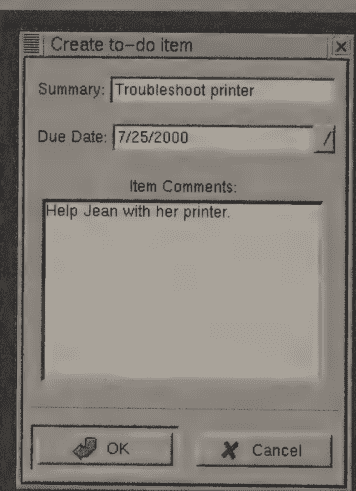 Create to-do item
Summary: Troubleshoot printer
Due Date: 7/25/2000
Item Comments:
Help Jean with her printer.
OK
Cancel